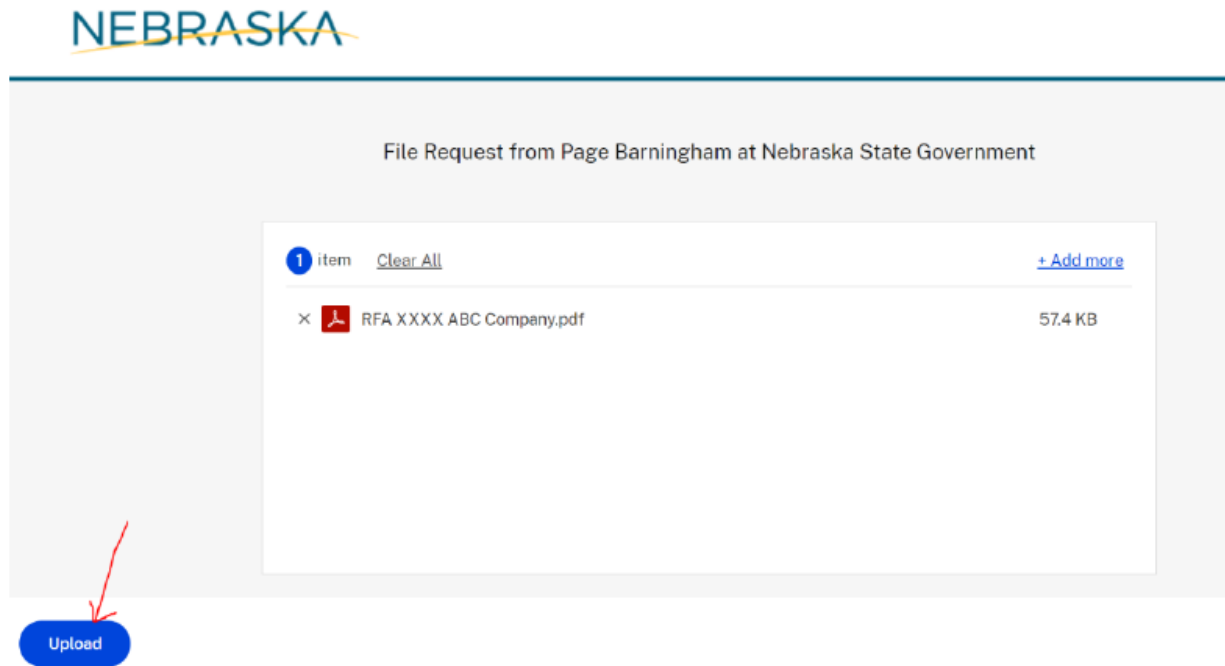 NEBRASKA
File Request from Page Barningham at Nebraska State Government
1 item Clear All + Add more
× RFA XXXX ABC Company.pdf 57.4 KB
Upload